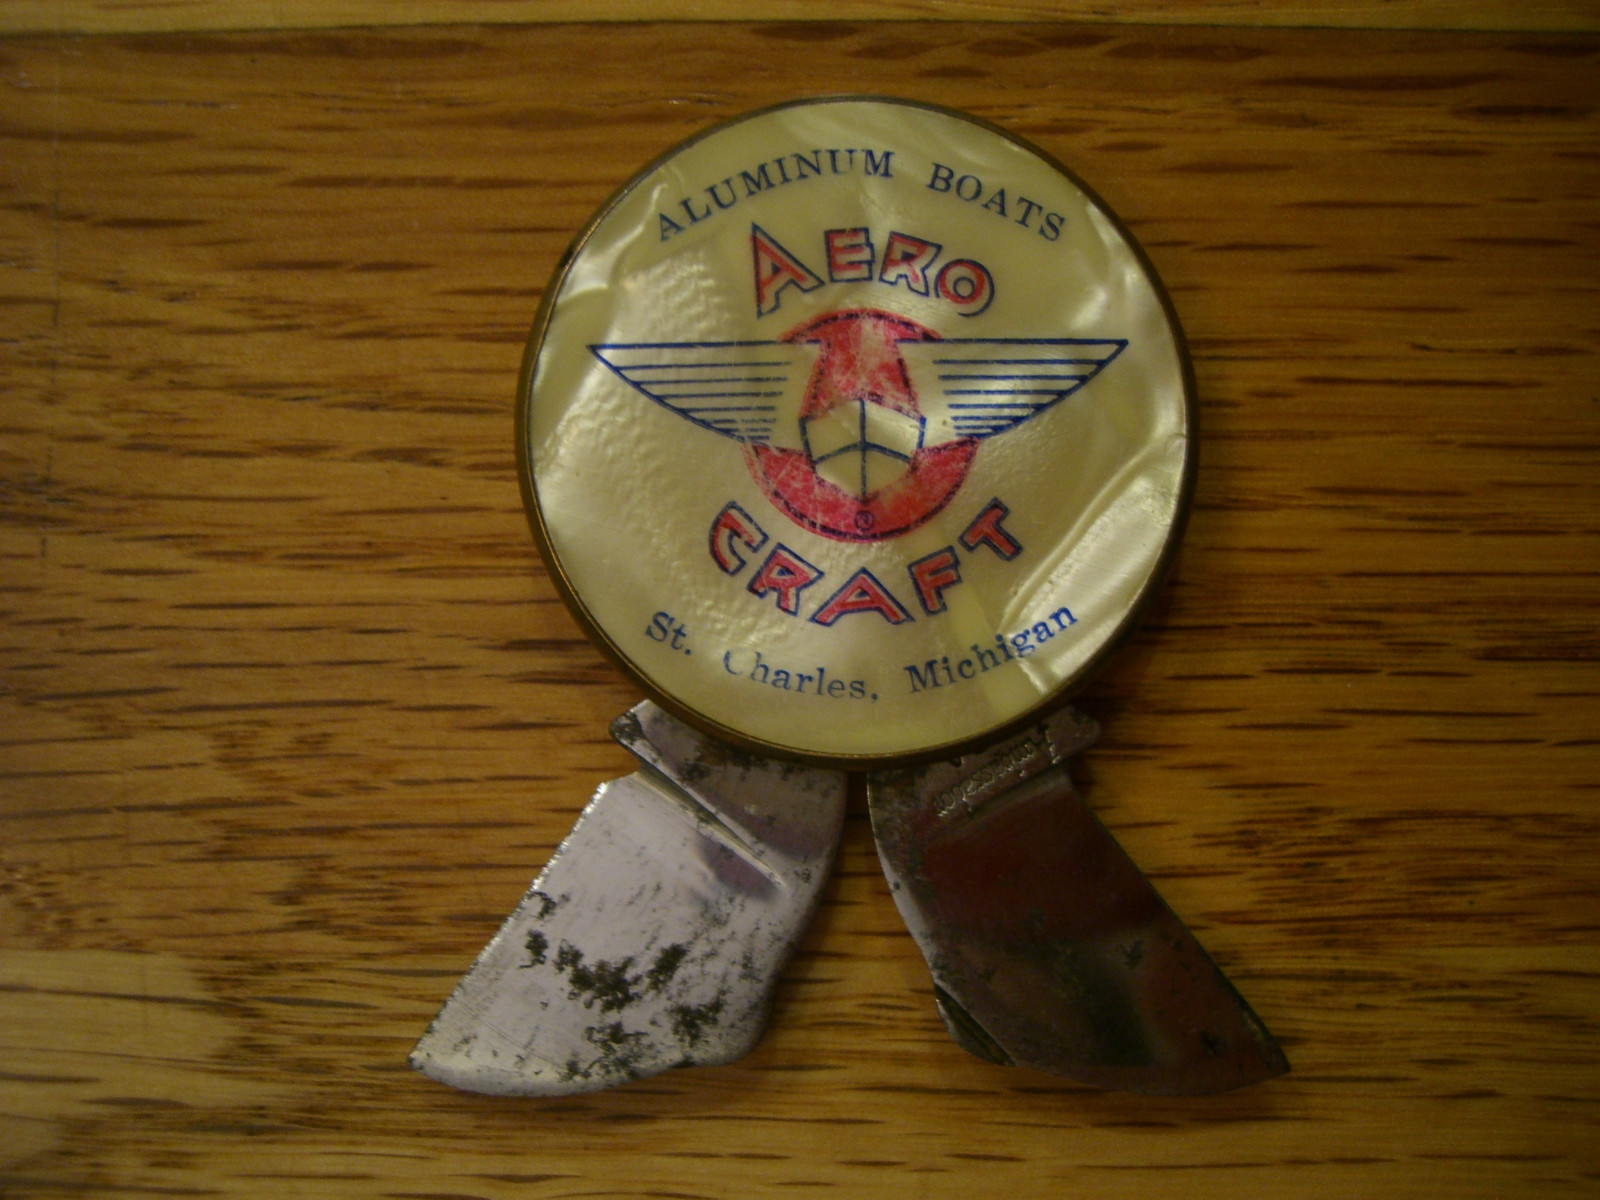 ALUMINUM BOATS
AERO
®
CRAFT
St. Charles, Michigan